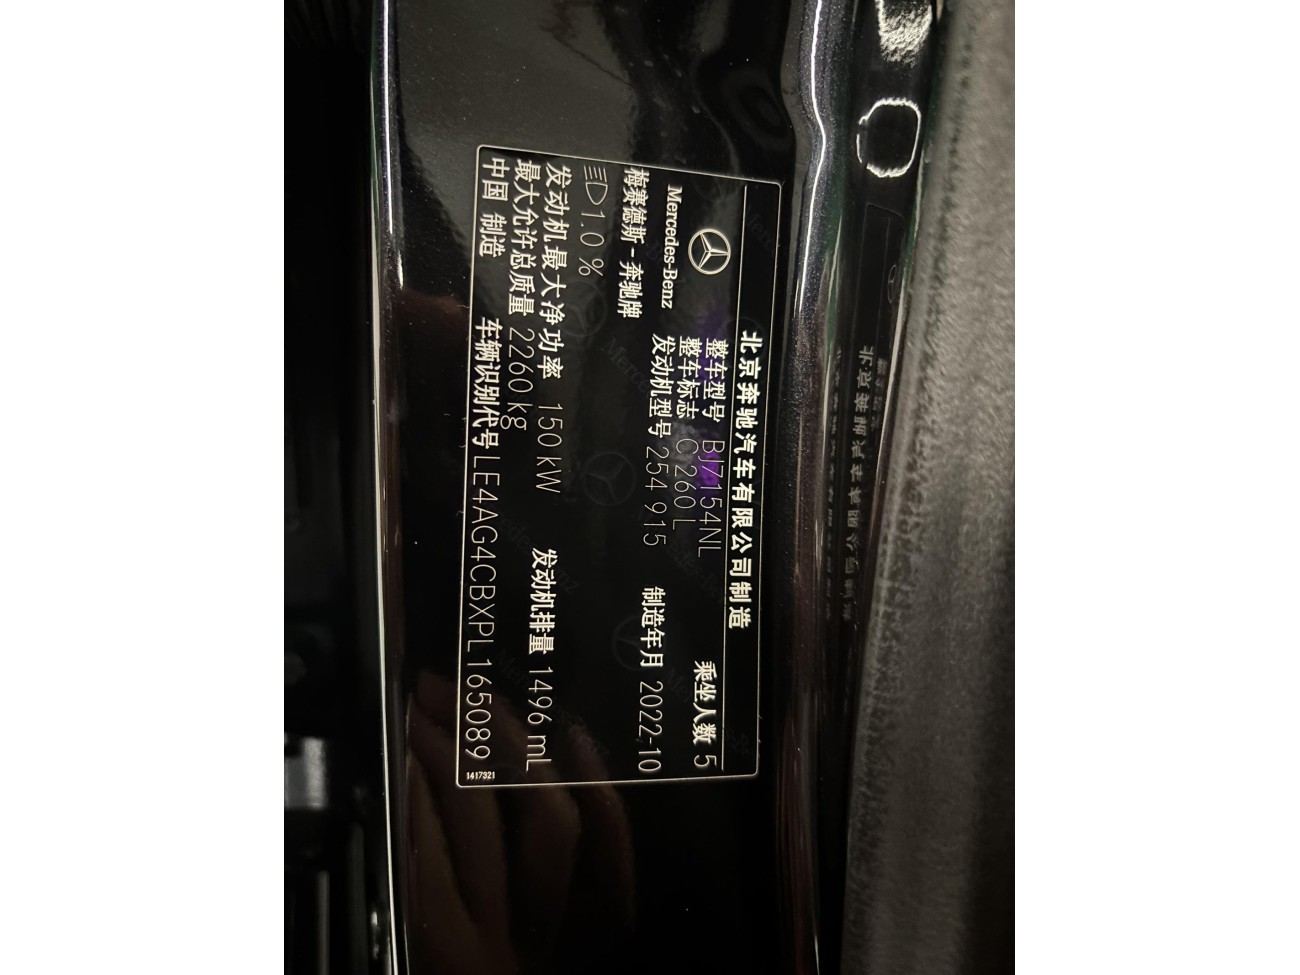 北京奔驰汽车有限公司制造
整车型号 BJ7154NL 乘坐人数 5
整车标志 C 260 L
Mercedes-Benz
发动机型号 254 915 制造年月 2022-10
梅赛德斯-奔驰牌
1.0 %
发动机最大净功率 150 kW 发动机排量 1496 mL
最大允许总质量 2260 kg
中国 制造 车辆识别代号 LE4AG4CBXPL165089
1417321